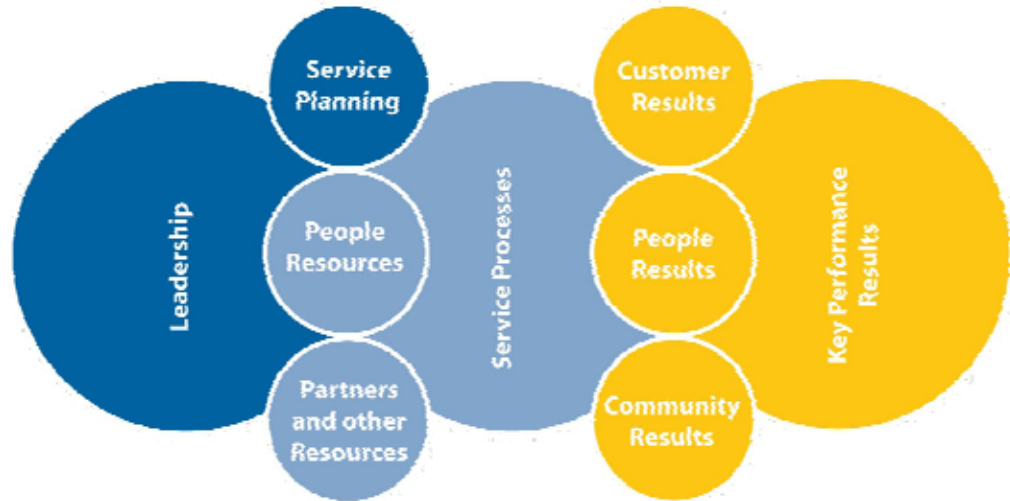 Leadership
Service
Planning
People
Resources
Partners
and other
Resources
Service Processes
Customer
Results
People
Results
Community
Results
Key Performance
Results